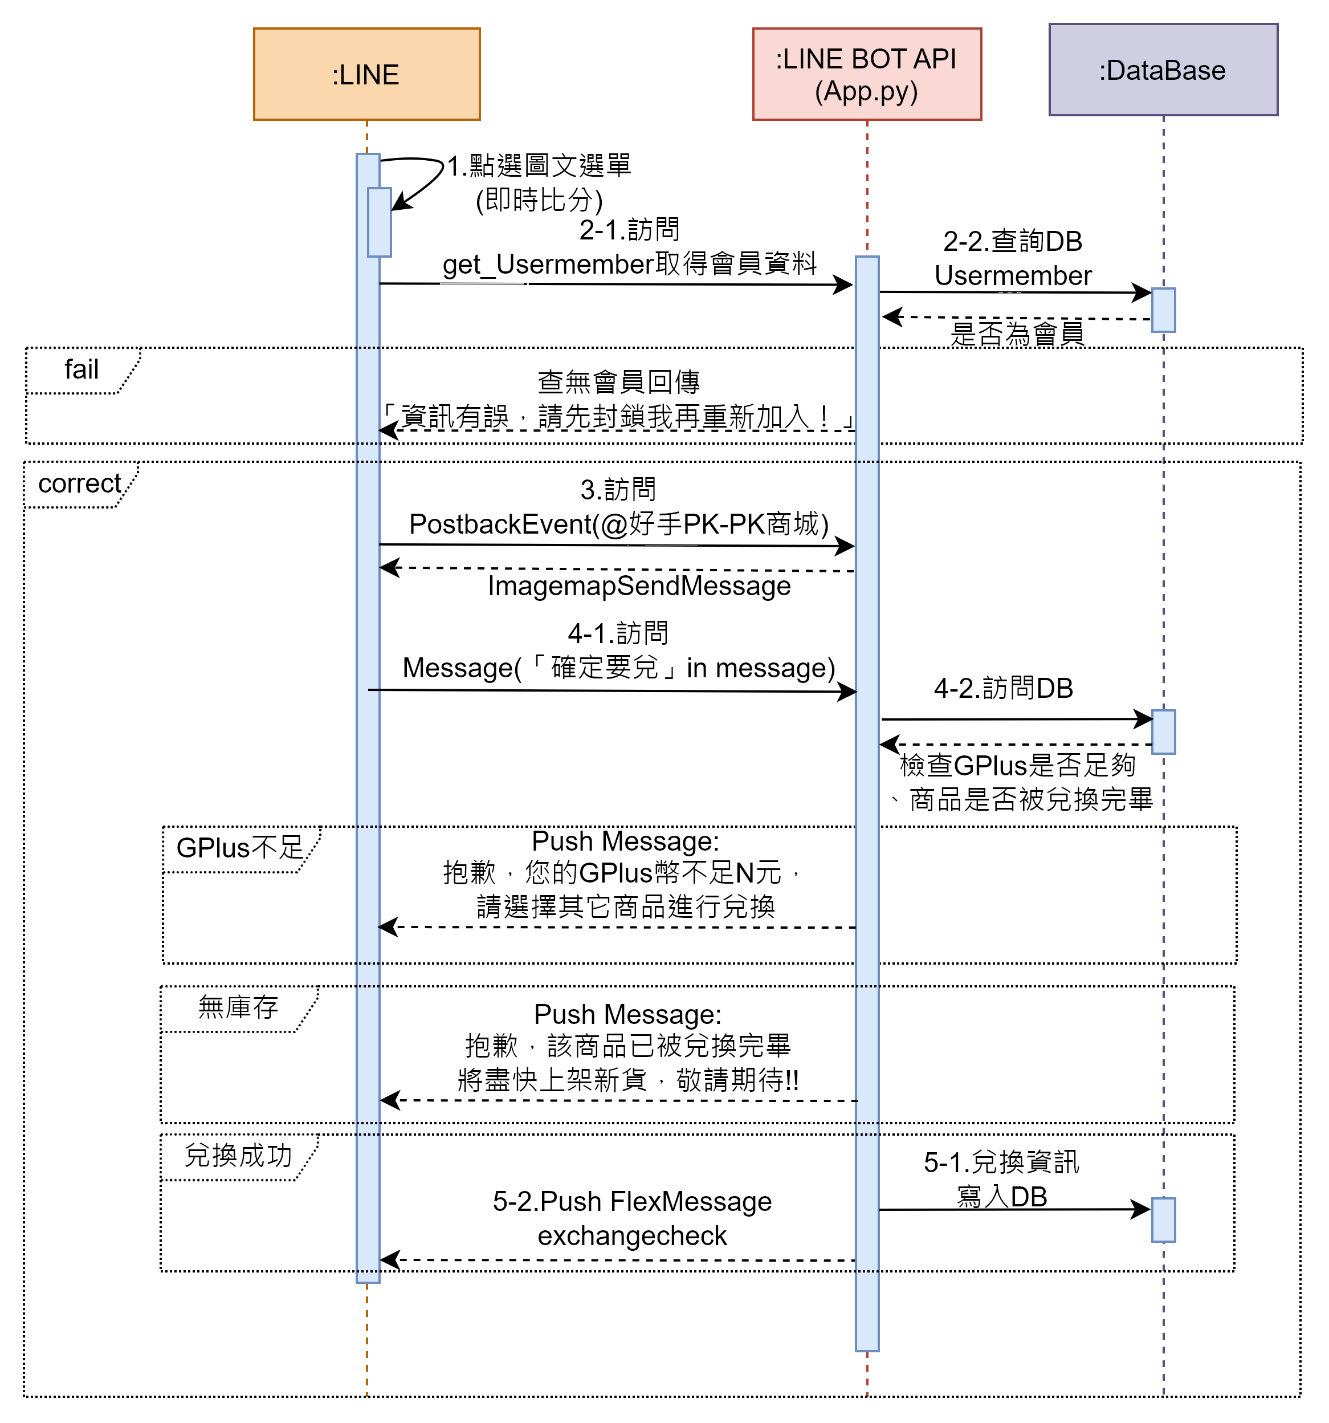 :LINE
:LINE BOT API
(App.py)
:DataBase
1.點選圖文選單
(即時比分)
2-1.訪問
get_Usermember取得會員資料
2-2.查詢DB
Usermember
是否為會員
fail
查無會員回傳
「資訊有誤，請先封鎖我再重新加入！」
correct
3.訪問
PostbackEvent(@好手PK-PK商城)
ImagemapSendMessage
4-1.訪問
Message(「確定要兌」in message)
4-2.訪問DB
檢查GPlus是否足夠
、商品是否被兌換完畢
GPlus不足
Push Message:
抱歉，您的GPlus幣不足N元，
請選擇其它商品進行兌換
無庫存
Push Message:
抱歉，該商品已被兌換完畢
將盡快上架新貨，敬請期待!!
兌換成功
5-1.兌換資訊
寫入DB
5-2.Push FlexMessage
exchangecheck